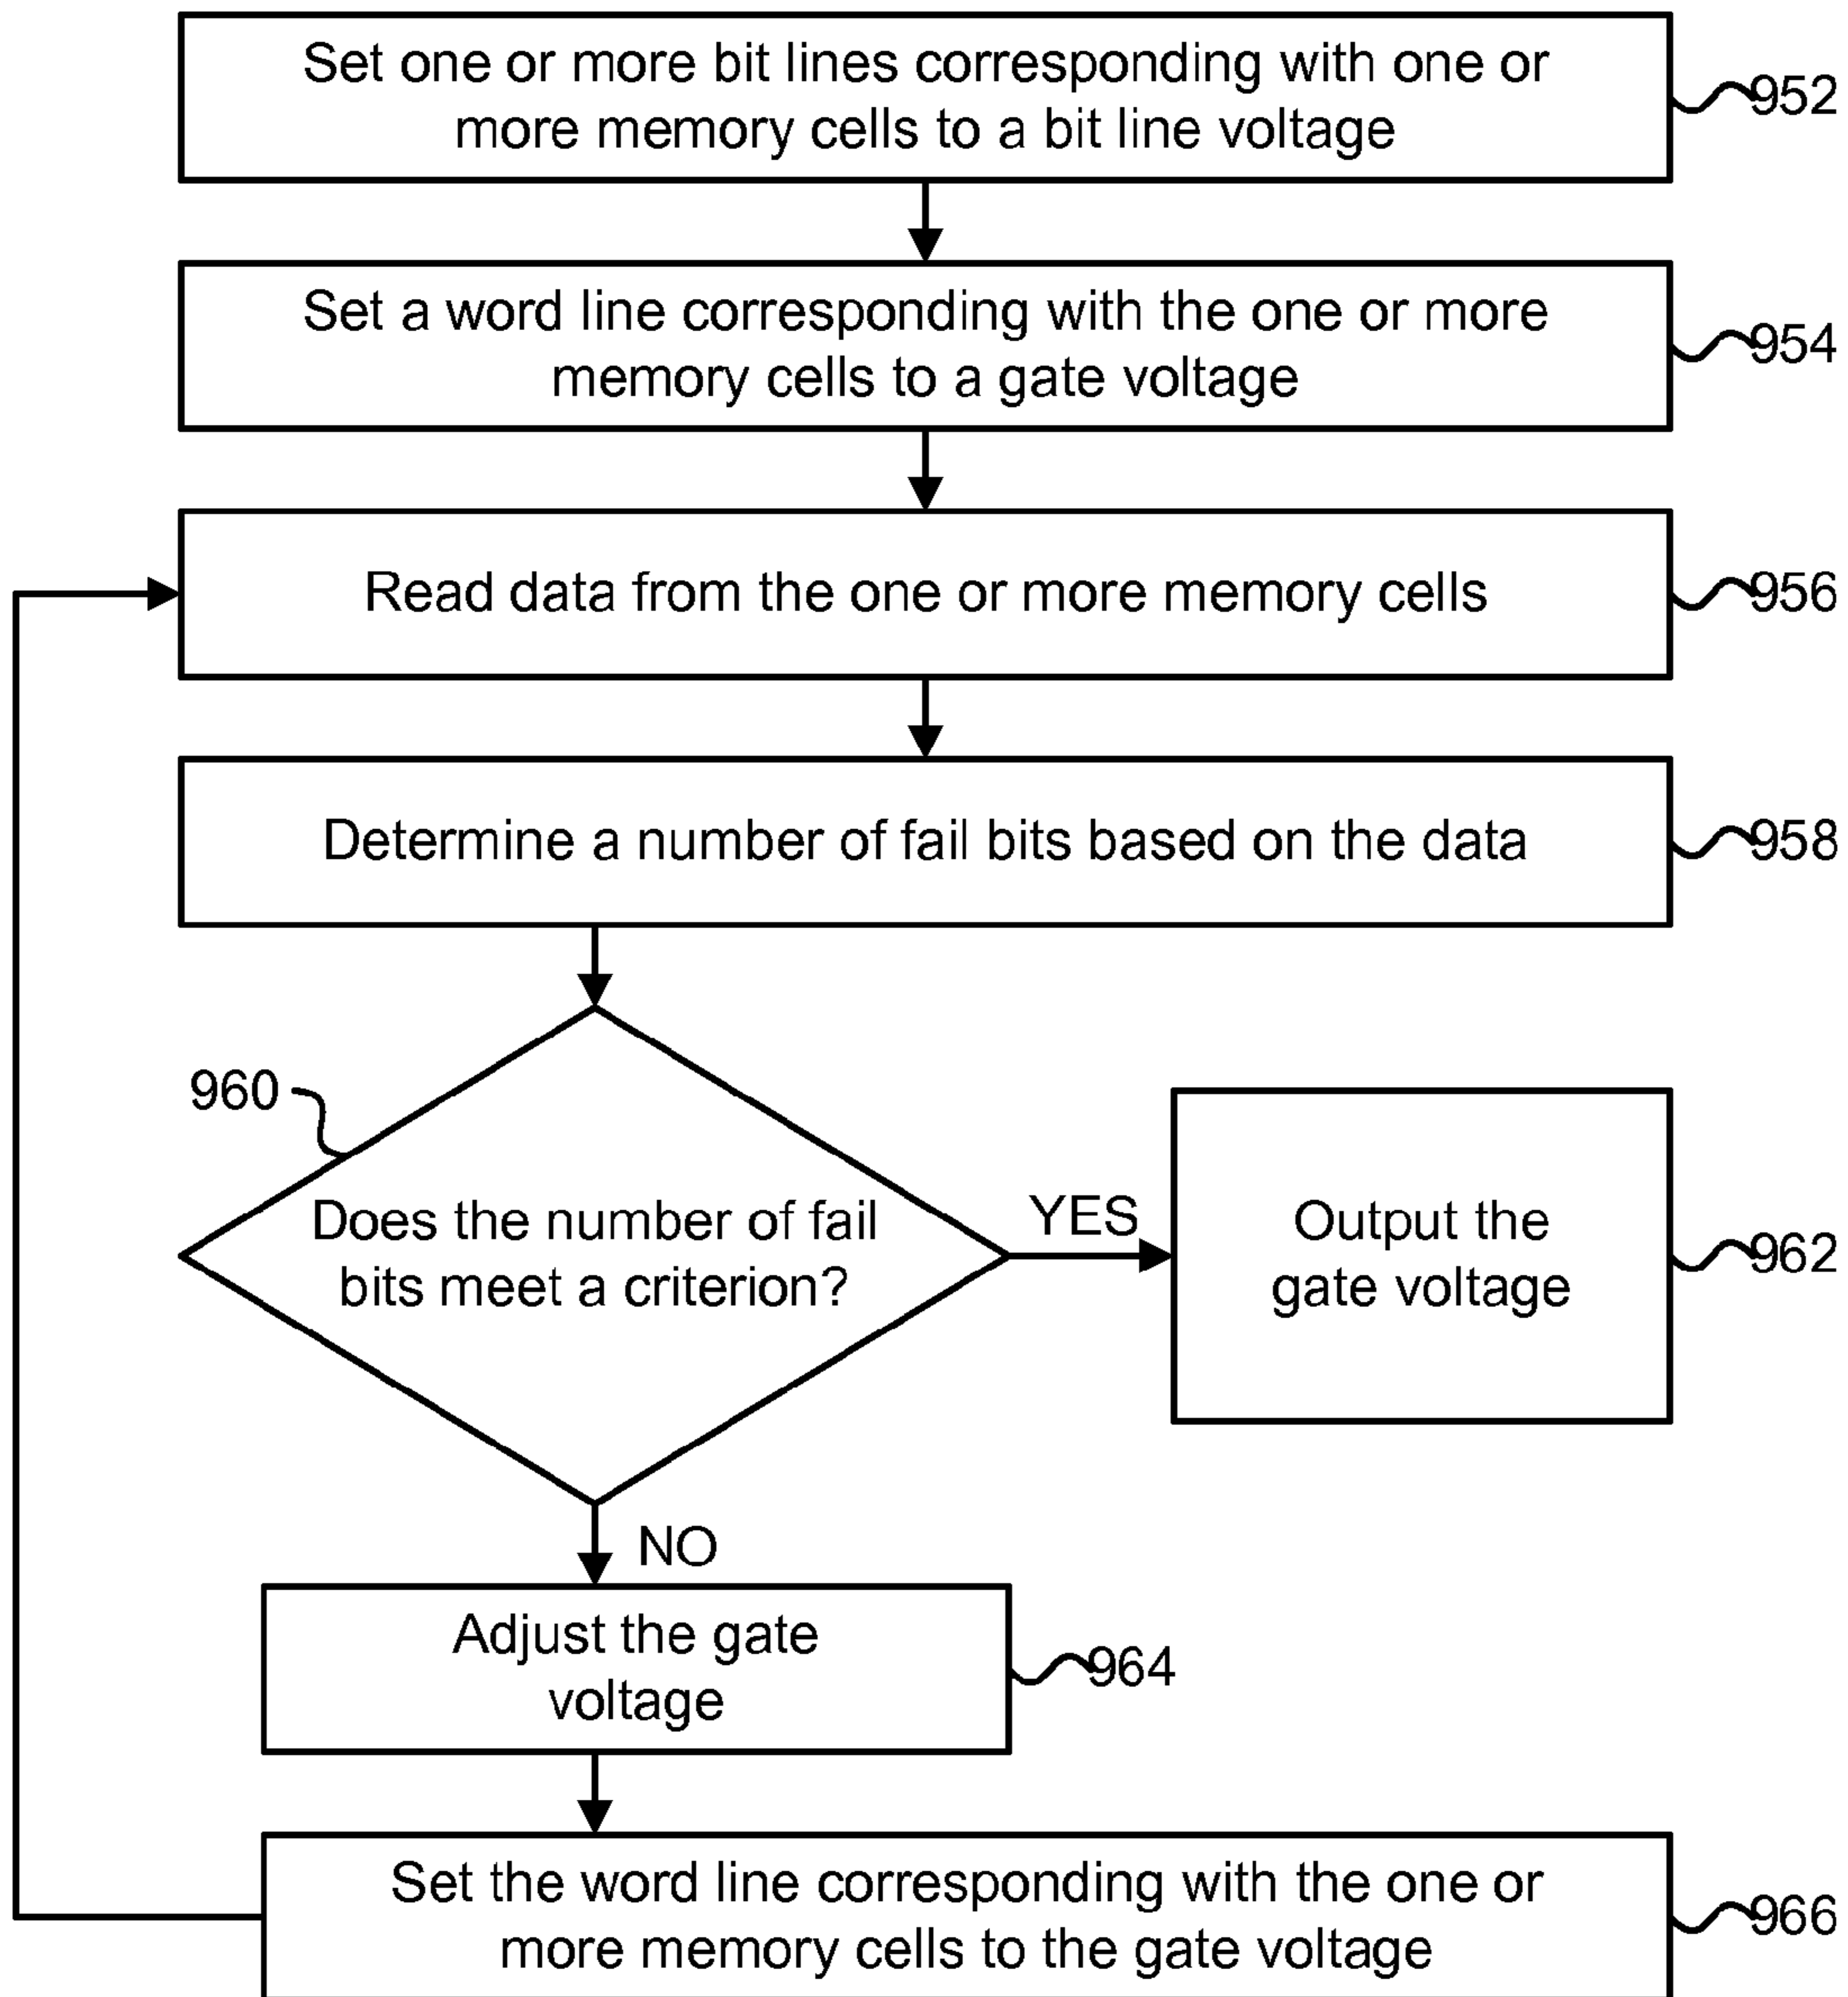 Set one or more bit lines corresponding with one or
more memory cells to a bit line voltage
952
Set a word line corresponding with the one or more
memory cells to a gate voltage
954
Read data from the one or more memory cells
956
Determine a number of fail bits based on the data
958
960
Does the number of fail
bits meet a criterion?
YES
Output the
gate voltage
962
NO
Adjust the gate
voltage
964
Set the word line corresponding with the one or
more memory cells to the gate voltage
966